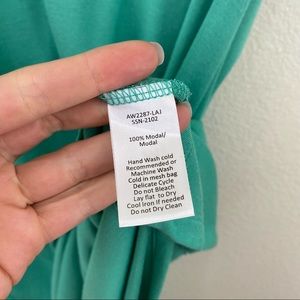 AW2287-LAJ
SSN-2102
100% Modal/
Modal
Hand Wash cold
Recommended or
Machine Wash
Cold in mesh bag
Delicate Cycle
Do not Bleach
Lay flat to Dry
Cool Iron If needed
Do not Dry Clean